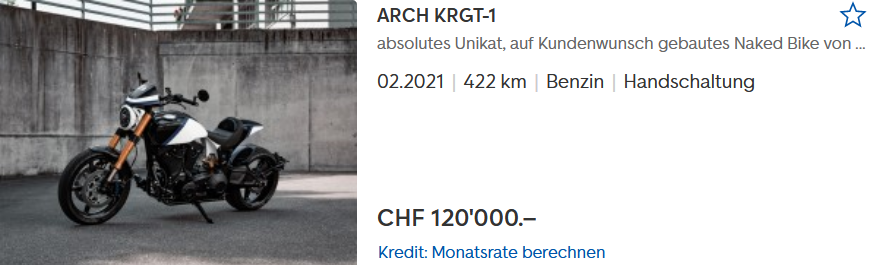 ARCH KRGT-1
absolutes Unikat, auf Kundenwunsch gebautes Naked Bike von ...
02.2021 | 422 km | Benzin | Handschaltung
CHF 120'000.–
Kredit: Monatsrate berechnen